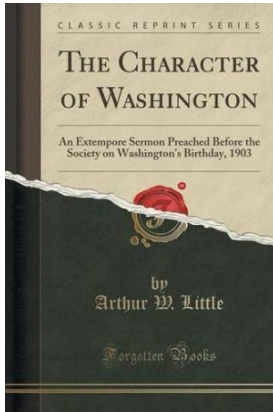 CLASSIC REPRINT SERIES
THE CHARACTER
OF WASHINGTON
An Extempore Sermon Preached Before the
Society on Washington's Birthday, 1903
by
Arthur W. Little
Forgotten Books